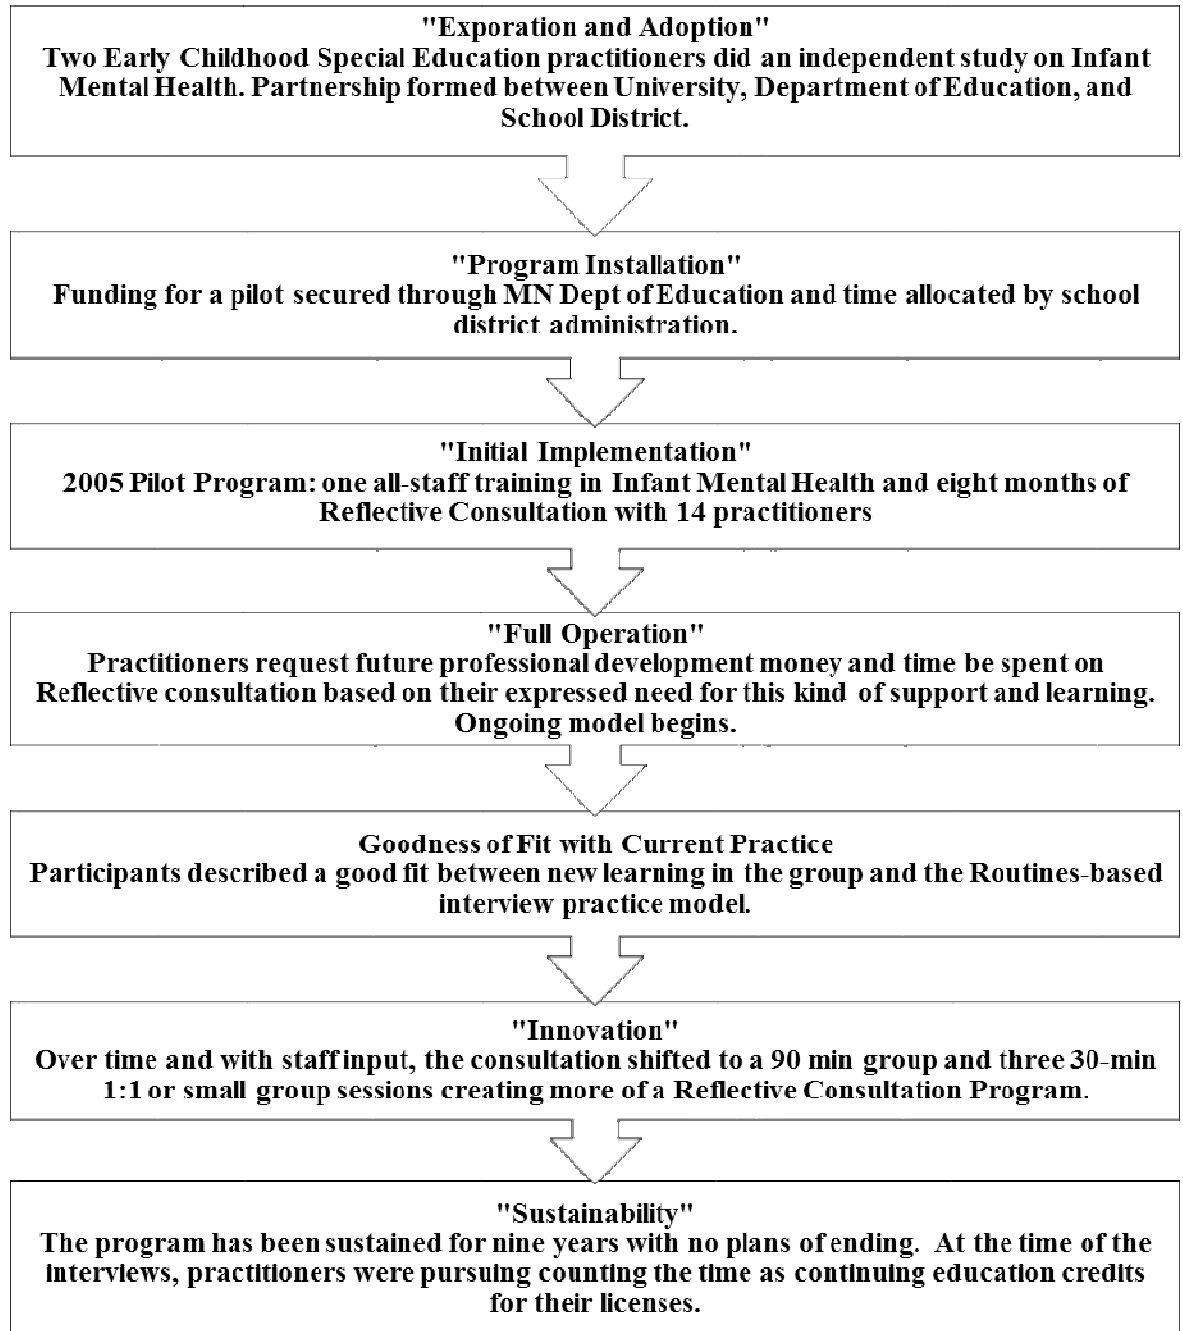 "Exporation and Adoption"
Two Early Childhood Special Education practitioners did an independent study on Infant
Mental Health. Partnership formed between University, Department of Education, and
School District.
"Program Installation"
Funding for a pilot secured through MN Dept of Education and time allocated by school
district administration.
"Initial Implementation"
2005 Pilot Program: one all-staff training in Infant Mental Health and eight months of
Reflective Consultation with 14 practitioners
"Full Operation"
Practitioners request future professional development money and time be spent on
Reflective consultation based on their expressed need for this kind of support and learning.
Ongoing model begins.
Goodness of Fit with Current Practice
Participants described a good fit between new learning in the group and the Routines-based
interview practice model.
"Innovation"
Over time and with staff input, the consultation shifted to a 90 min group and three 30-min
1:1 or small group sessions creating more of a Reflective Consultation Program.
"Sustainability"
The program has been sustained for nine years with no plans of ending. At the time of the
interviews, practitioners were pursuing counting the time as continuing education credits
for their licenses.